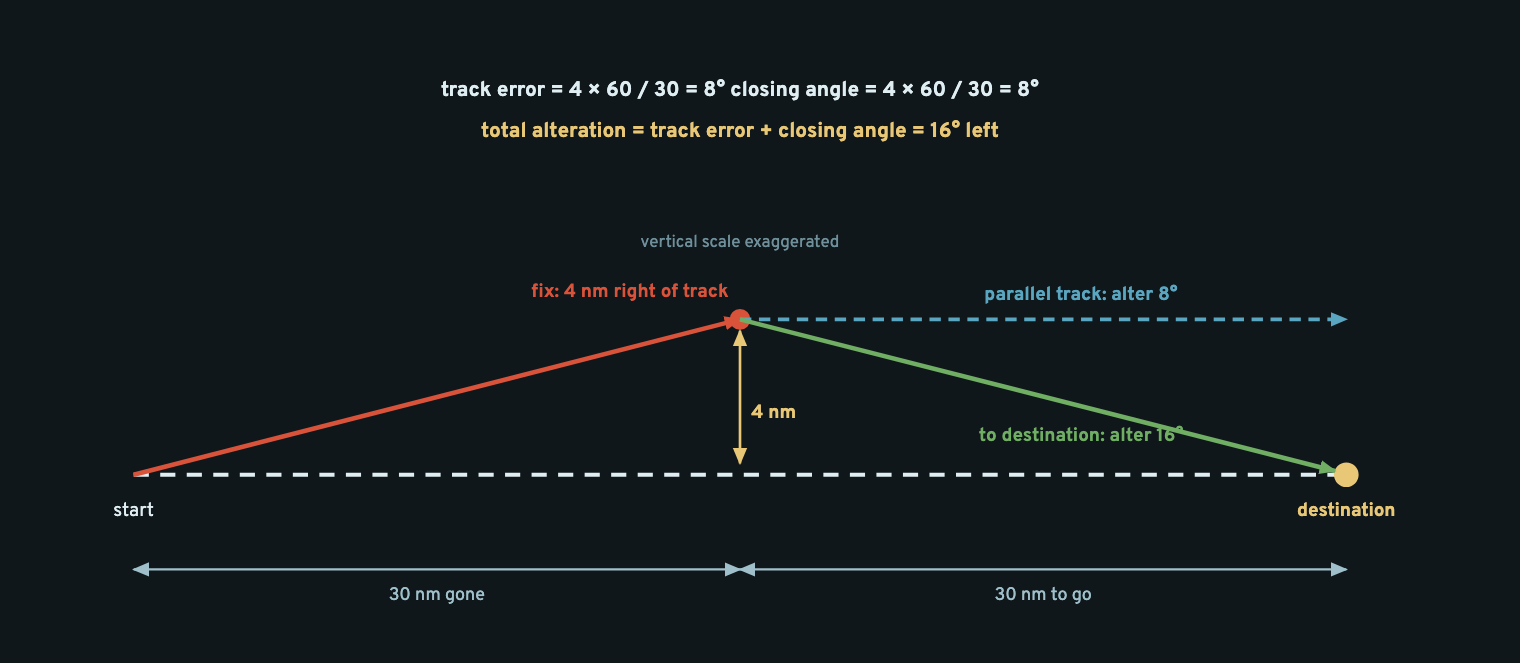 track error = 4 × 60 / 30 = 8° closing angle = 4 × 60 / 30 = 8°
total alteration = track error + closing angle = 16° left
vertical scale exaggerated
fix: 4 nm right of track
parallel track: alter 8°
4 nm
to destination: alter 16°
start
destination
30 nm gone
30 nm to go